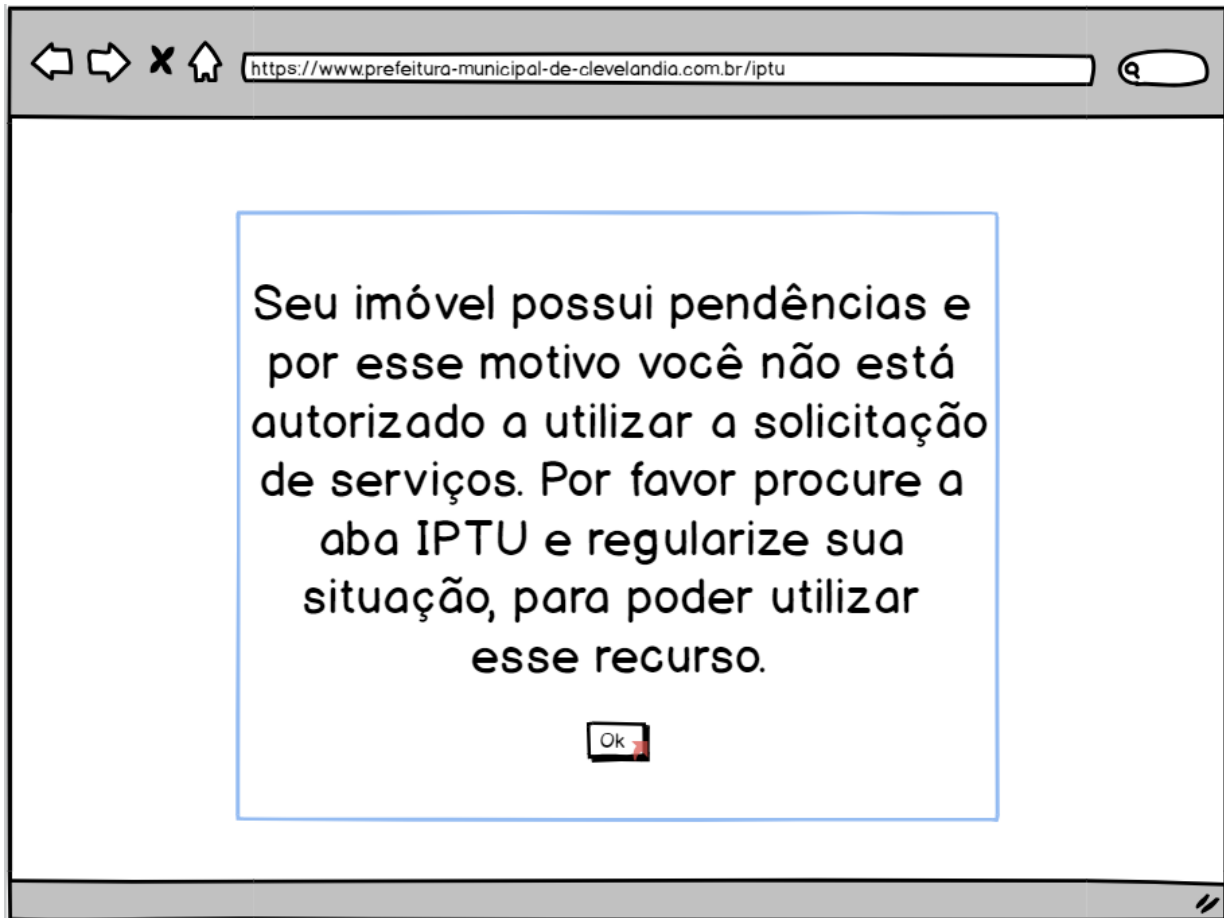 https://www.prefeitura-municipal-de-clevelandia.com.br/iptu
Seu imóvel possui pendências e
por esse motivo você não está
autorizado a utilizar a solicitação
de serviços. Por favor procure a
aba IPTU e regularize sua
situação, para poder utilizar
esse recurso.
Ok